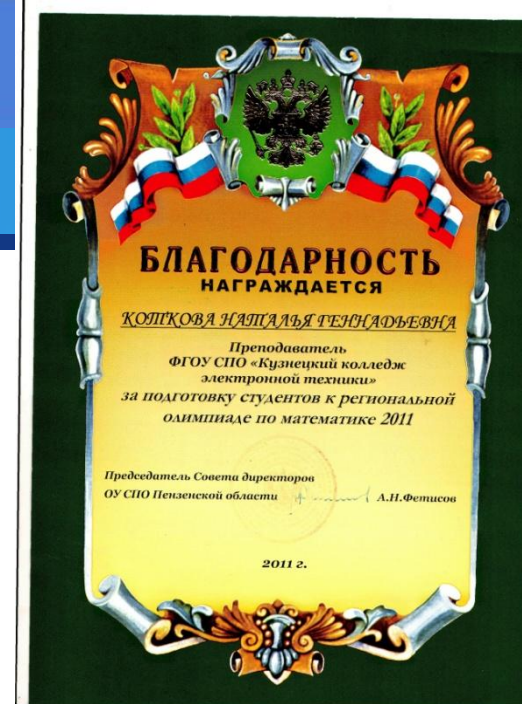 БЛАГОДАРНОСТЬ
НАГРАЖДАЕТСЯ
КОТКОВА НАТАЛЬЯ ГЕННАДЬЕВНА
Преподаватель
ФГОУ СПО «Кузнецкий колледж
электронной техники»
за подготовку студентов к региональной
олимпиаде по математике 2011
Председатель Совета директоров
ОУ СПО Пензенской области А.Н.Фетисов
2011 г.